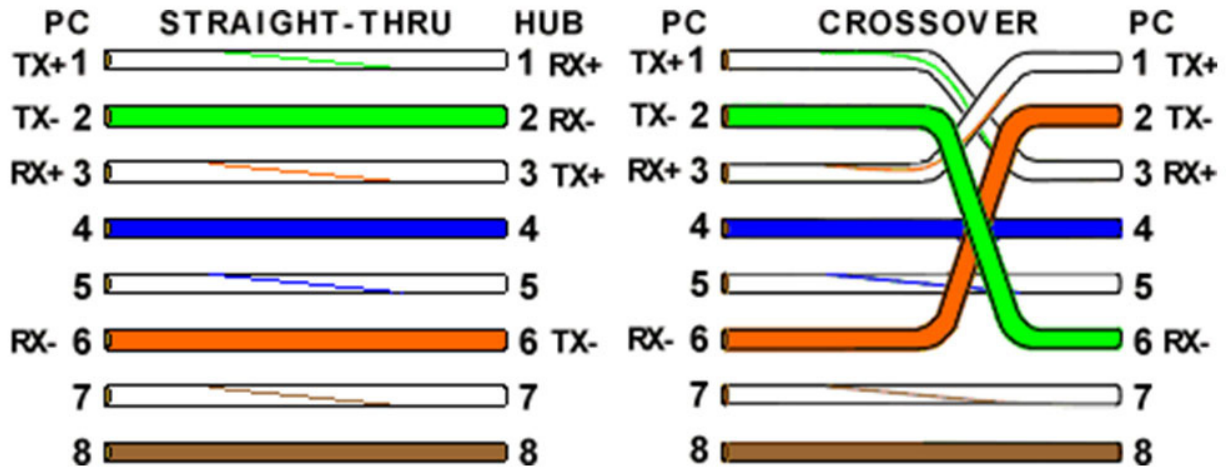 PC STRAIGHT-THRU HUB PC CROSSOVER PC
TX+ 1 1 RX+ TX+ 1 1 TX+
TX- 2 2 RX- TX- 2 2 TX-
RX+ 3 3 TX+ RX+ 3 3 RX+
4 4 4 4
5 5 5 5
RX- 6 6 TX- RX- 6 6 RX-
7 7 7 7
8 8 8 8